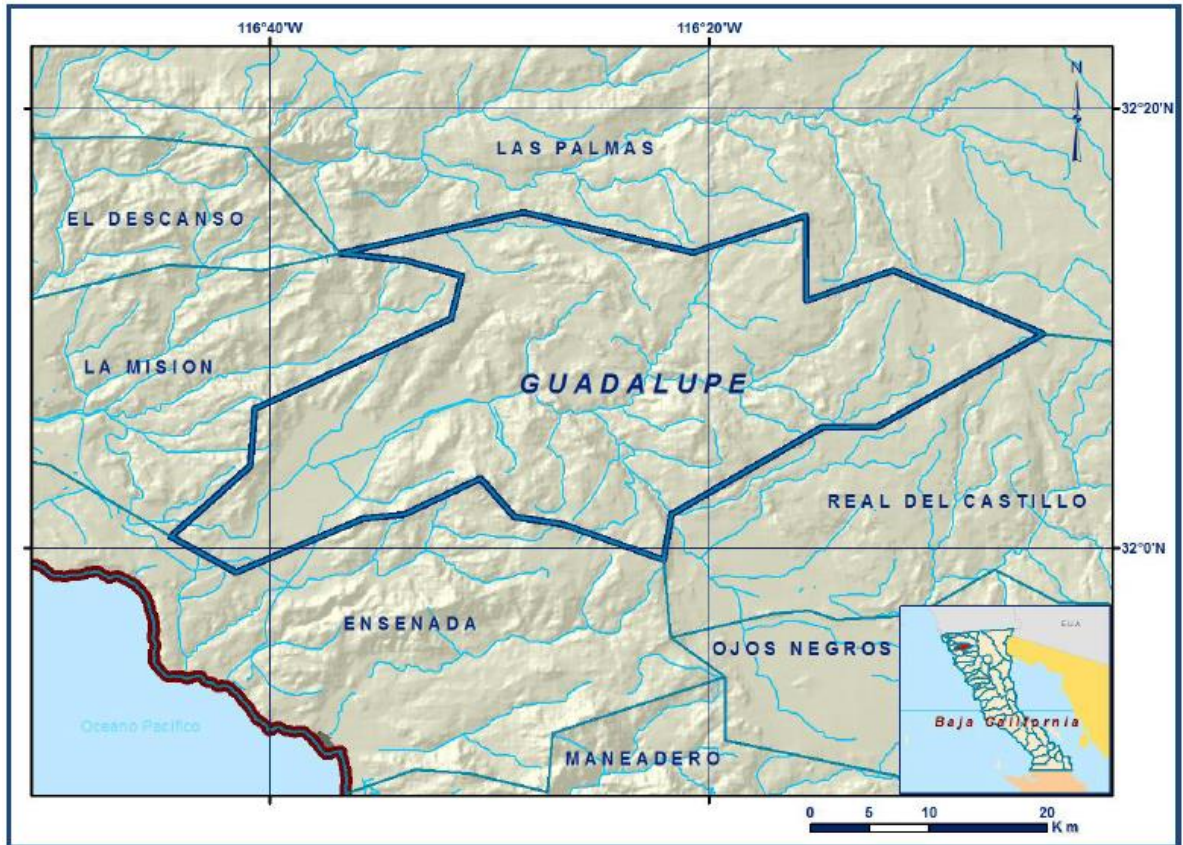 116°40'W
116°20'W
N
32°20'N
LAS PALMAS
EL DESCANSO
LA MISION
GUADALUPE
REAL DEL CASTILLO
32°0'N
ENSENADA
OJOS NEGROS
EUA
Baja California
Oceano Pacifico
MANEADERO
0 5 10 20
Km